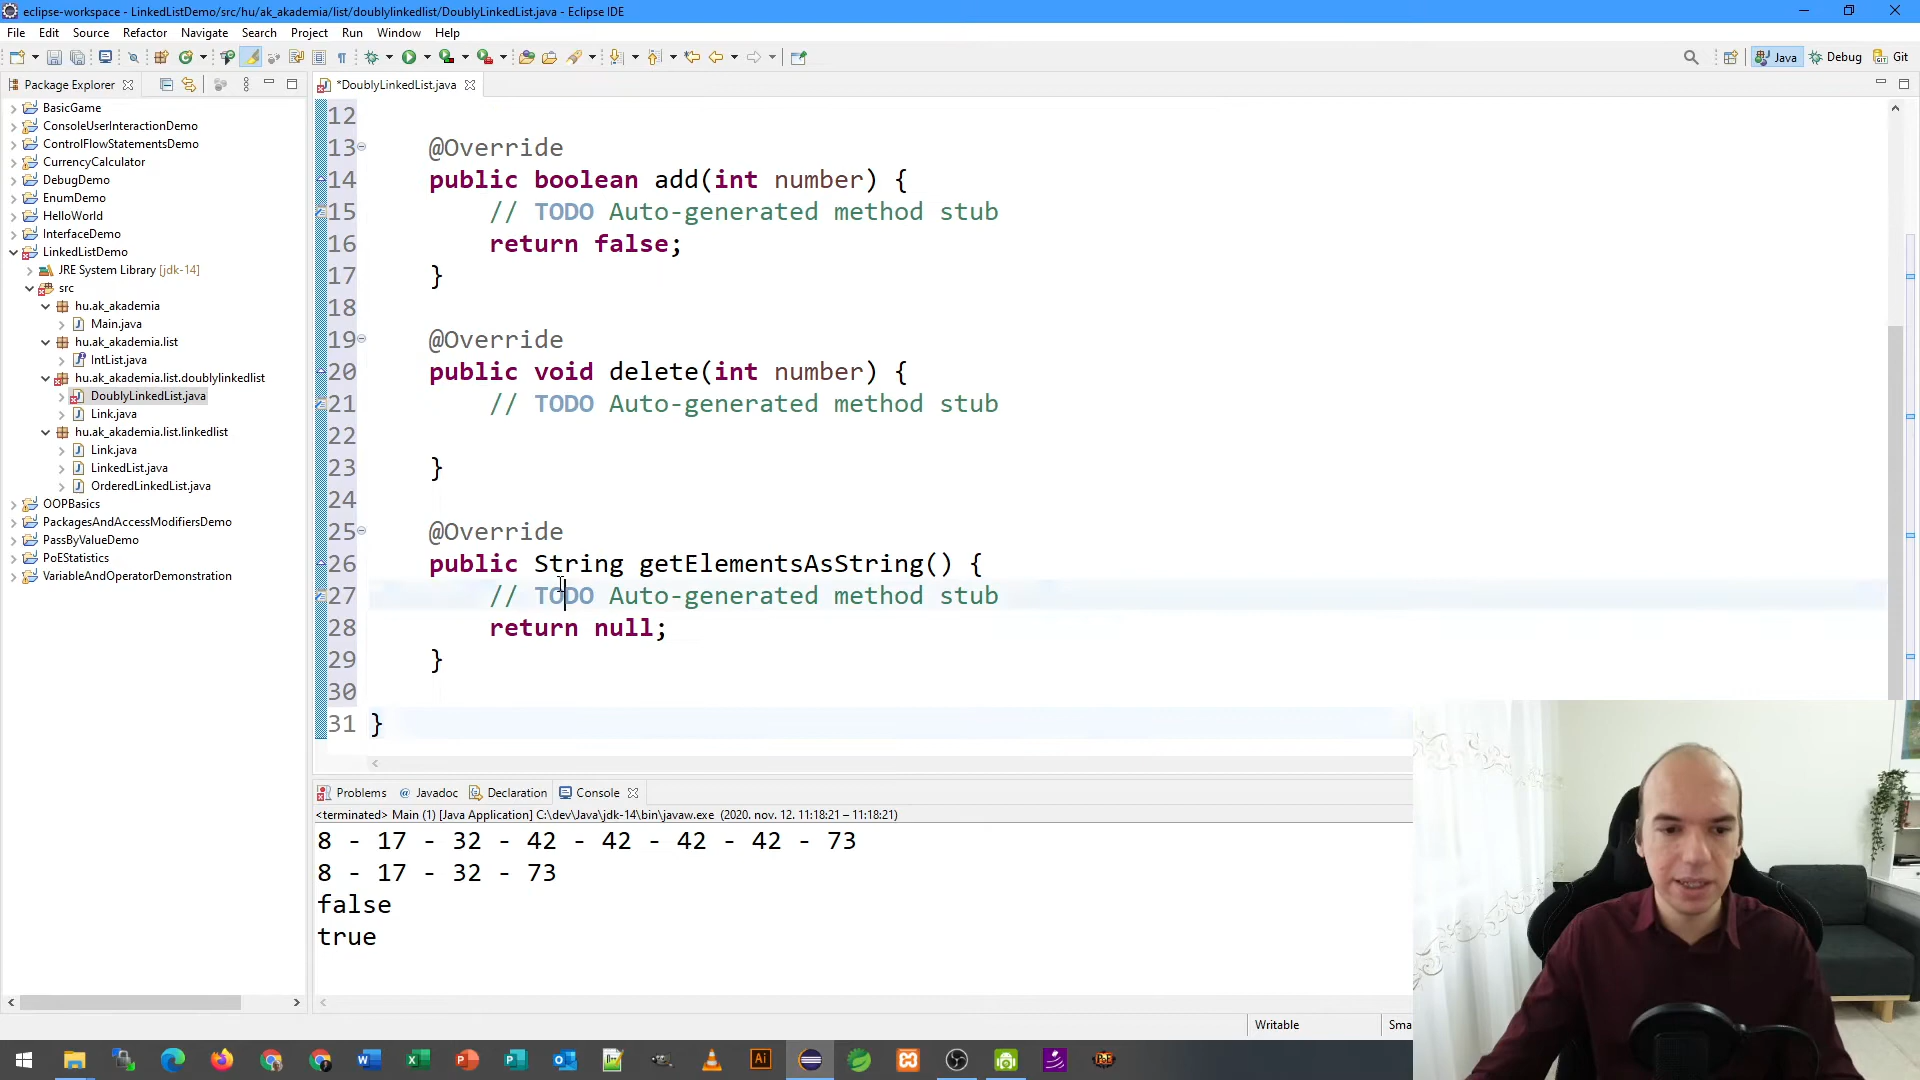 eclipse-workspace - LinkedListDemo/src/hu/ak_akademia/list/doublylinkedlist/DoublyLinkedList.java - Eclipse IDE
File Edit Source Refactor Navigate Search Project Run Window Help
Java Debug Git
Package Explorer
*DoublyLinkedList.java
BasicGame
ConsoleUserInteractionDemo
ControlFlowStatementsDemo
CurrencyCalculator
DebugDemo
EnumDemo
HelloWorld
InterfaceDemo
LinkedListDemo
JRE System Library [jdk-14]
src
hu.ak_akademia
Main.java
hu.ak_akademia.list
IntList.java
hu.ak_akademia.list.doublylinkedlist
DoublyLinkedList.java
Link.java
hu.ak_akademia.list.linkedlist
Link.java
LinkedList.java
OrderedLinkedList.java
OOPBasics
PackagesAndAccessModifiersDemo
PassByValueDemo
PoEStatistics
VariableAndOperatorDemonstration
12
13 @Override
14 public boolean add(int number) {
15 // TODO Auto-generated method stub
16 return false;
17 }
18
19 @Override
20 public void delete(int number) {
21 // TODO Auto-generated method stub
22
23 }
24
25 @Override
26 public String getElementsAsString() {
27 // TODO Auto-generated method stub
28 return null;
29 }
30
31 }
Problems Javadoc Declaration Console
<terminated> Main (1) [Java Application] C:\dev\Java\jdk-14\bin\javaw.exe (2020. nov. 12. 11:18:21 – 11:18:21)
8 - 17 - 32 - 42 - 42 - 42 - 42 - 73
8 - 17 - 32 - 73
false
true
Writable Sma